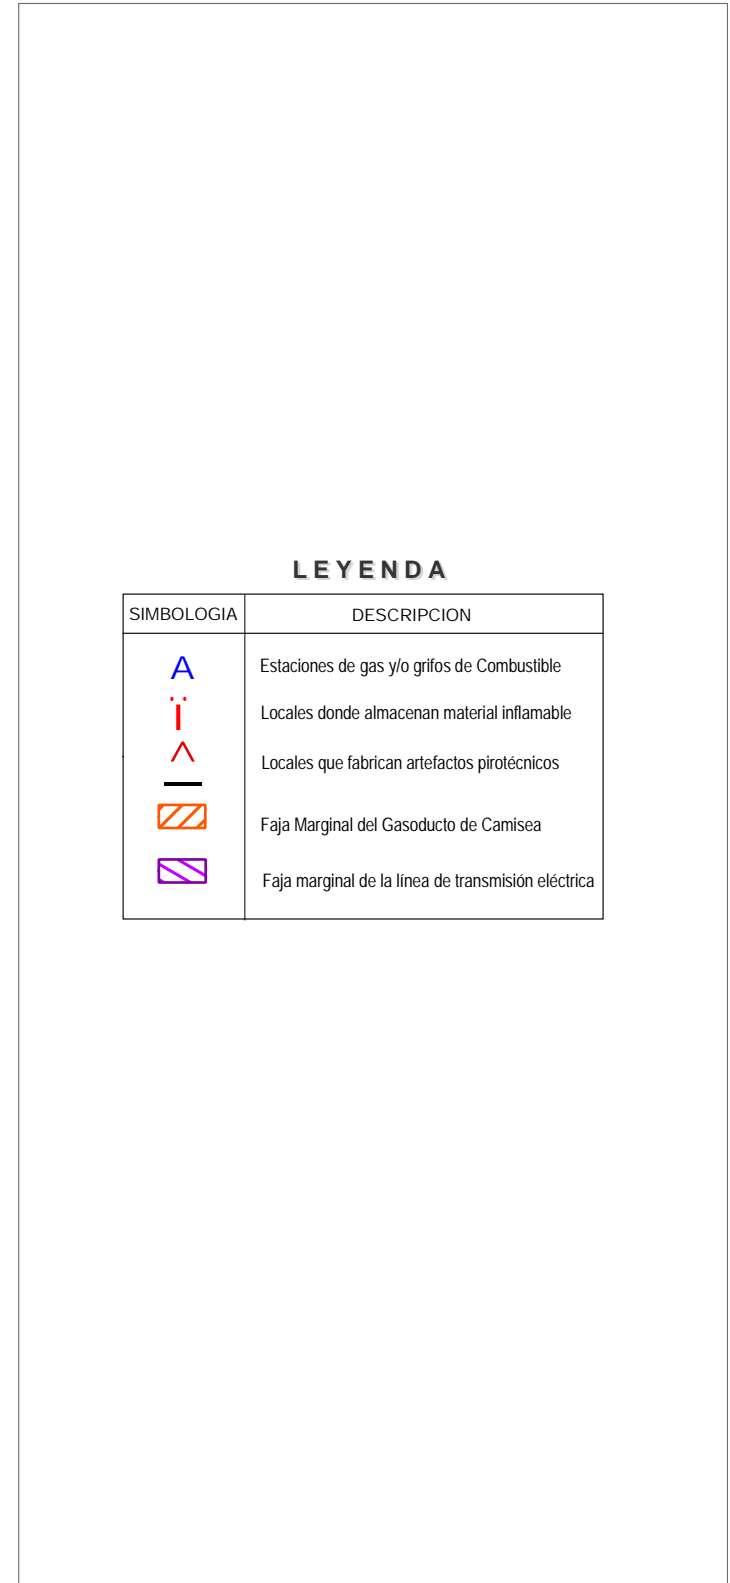 LEYENDA
SIMBOLOGIA DESCRIPCION
A Estaciones de gas y/o grifos de Combustible
ï Locales donde almacenan material inflamable
^ Locales que fabrican artefactos pirotécnicos
Faja Marginal del Gasoducto de Camisea
Faja marginal de la línea de transmisión eléctrica